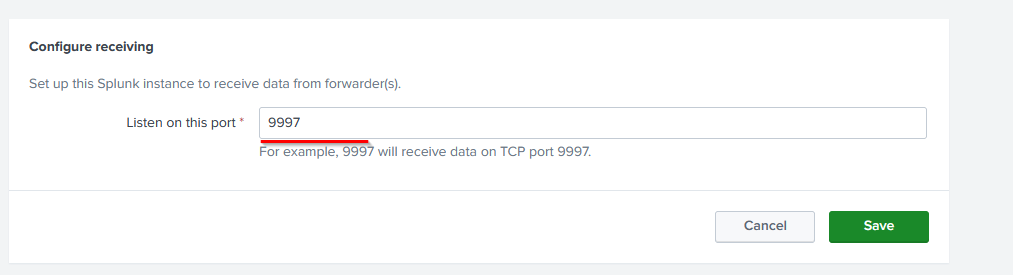 Configure receiving
Set up this Splunk instance to receive data from forwarder(s).
Listen on this port * 9997
For example, 9997 will receive data on TCP port 9997.
Cancel Save